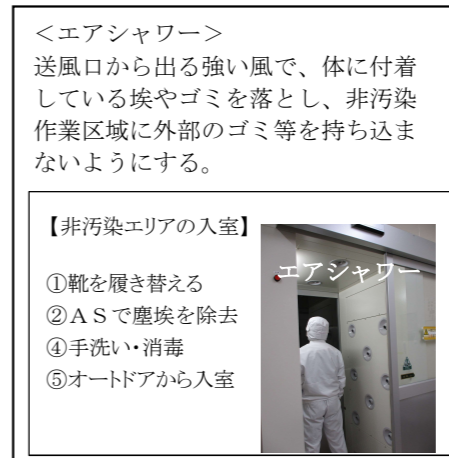 ＜エアシャワー＞
送風口から出る強い風で、体に付着
している埃やゴミを落とし、非汚染
作業区域に外部のゴミ等を持ち込ま
ないようにする。
【非汚染エリアの入室】
①靴を履き替える
②ＡＳで塵埃を除去
④手洗い・消毒
⑤オートドアから入室
エアシャワー